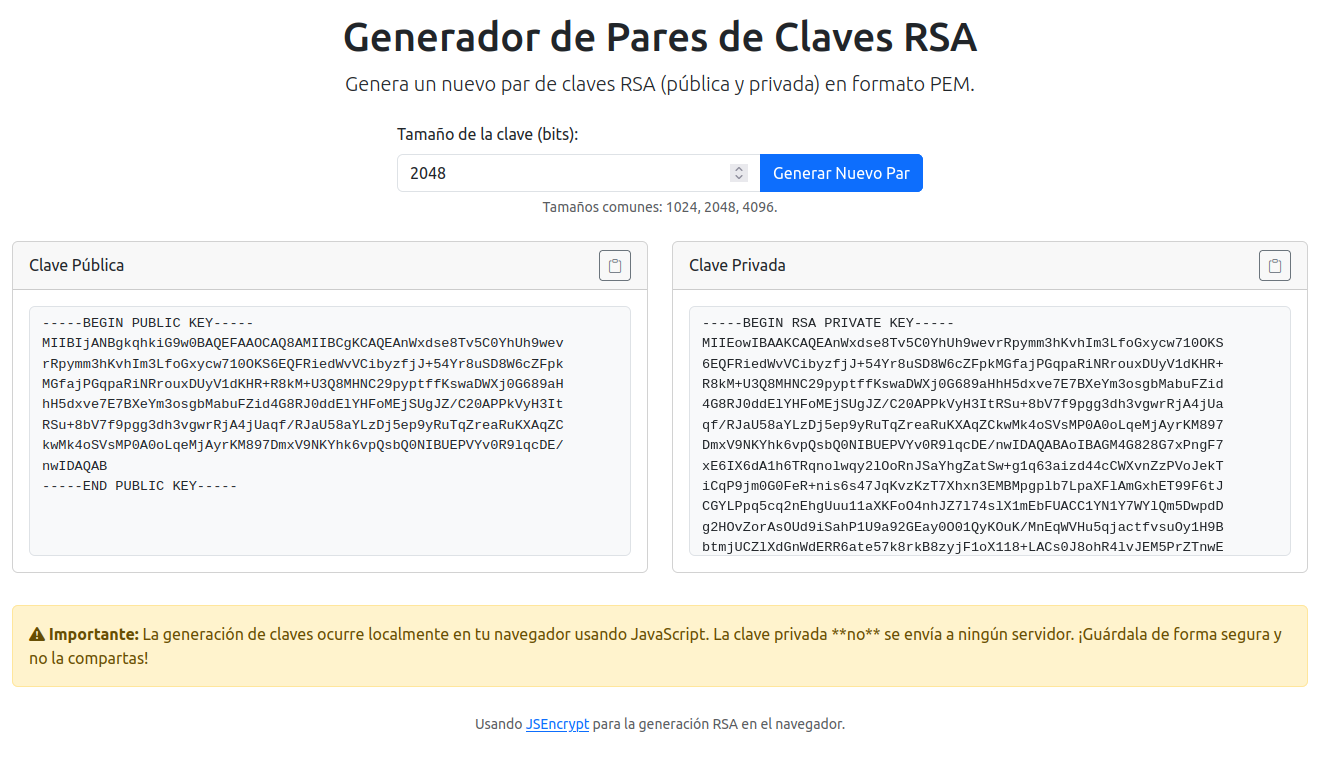 Generador de Pares de Claves RSA
Genera un nuevo par de claves RSA (pública y privada) en formato PEM.
Tamaño de la clave (bits):
2048
Generar Nuevo Par
Tamaños comunes: 1024, 2048, 4096.
Clave Pública
-----BEGIN PUBLIC KEY-----
MIIBIjANBgkqhkiG9w0BAQEFAAOCAQ8AMIIBCgKCAQEAnWxdse8Tv5C0YhUh9wev
rRpymm3hKvhIm3LfoGxycw710OKS6EQFRiedWvVCibyzfjJ+54Yr8uSD8W6cZFpk
MGfajPGqpaRiNRrouxDUyV1dKHR+R8kM+U3Q8MHNC29pyptffKswaDWXj0G689aH
hH5dxve7E7BXeYm3osgbMabuFZid4G8RJ0ddElYHFoMEjSUgJZ/C20APPkVyH3It
RSu+8bV7f9pgg3dh3vgwrRjA4jUaqf/RJaU58aYLzDj5ep9yRuTqZreaRuKXAqZC
kwMk4oSVsMP0A0oLqeMjAyrKM897DmxV9NKYhk6vpQsbQ0NIBUEPVYv0R9lqcDE/
nwIDAQAB
-----END PUBLIC KEY-----
Clave Privada
-----BEGIN RSA PRIVATE KEY-----
MIIEowIBAAKCAQEAnWxdse8Tv5C0YhUh9wevrRpymm3hKvhIm3LfoGxycw710OKS
6EQFRiedWvVCibyzfjJ+54Yr8uSD8W6cZFpkMGfajPGqpaRiNRrouxDUyV1dKHR+
R8kM+U3Q8MHNC29pyptffKswaDWXj0G689aHhH5dxve7E7BXeYm3osgbMabuFZid
4G8RJ0ddElYHFoMEjSUgJZ/C20APPkVyH3ItRSu+8bV7f9pgg3dh3vgwrRjA4jUa
qf/RJaU58aYLzDj5ep9yRuTqZreaRuKXAqZCkwMk4oSVsMP0A0oLqeMjAyrKM897
DmxV9NKYhk6vpQsbQ0NIBUEPVYv0R9lqcDE/nwIDAQABAoIBAGM4G828G7xPngF7
xE6IX6dA1h6TRqnolwqy2lOoRnJSaYhgZatSw+g1q63aizd44cCWXvnZzPVoJekT
iCqP9jm0G0FeR+nis6s47JqKvzKzT7Xhxn3EMBMpgplb7LpaXFlAmGxhET99F6tJ
CGYLPpq5cq2nEhgUuu11aXKFoO4nhJZ7l74slX1mEbFUACC1YN1Y7WYlQm5DwpdD
g2HOvZorAsOUd9iSahP1U9a92GEay0O01QyKOuK/MnEqWVHu5qjactfvsuOy1H9B
btmjUCZlXdGnWdERR6ate57k8rkB8zyjF1oX118+LACs0J8ohR4lvJEM5PrZTnwE
Importante: La generación de claves ocurre localmente en tu navegador usando JavaScript. La clave privada **no** se envía a ningún servidor. ¡Guárdala de forma segura y
no la compartas!
Usando JSEncrypt para la generación RSA en el navegador.